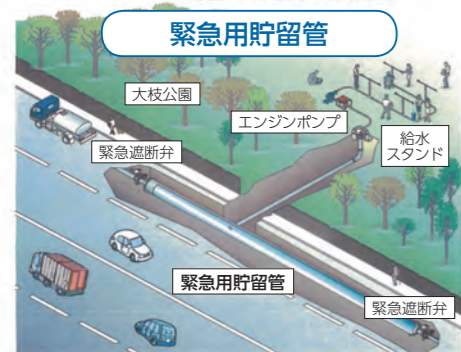 緊急用貯留管
大枝公園
エンジンポンプ
給水
スタンド
緊急遮断弁
緊急用貯留管
緊急遮断弁